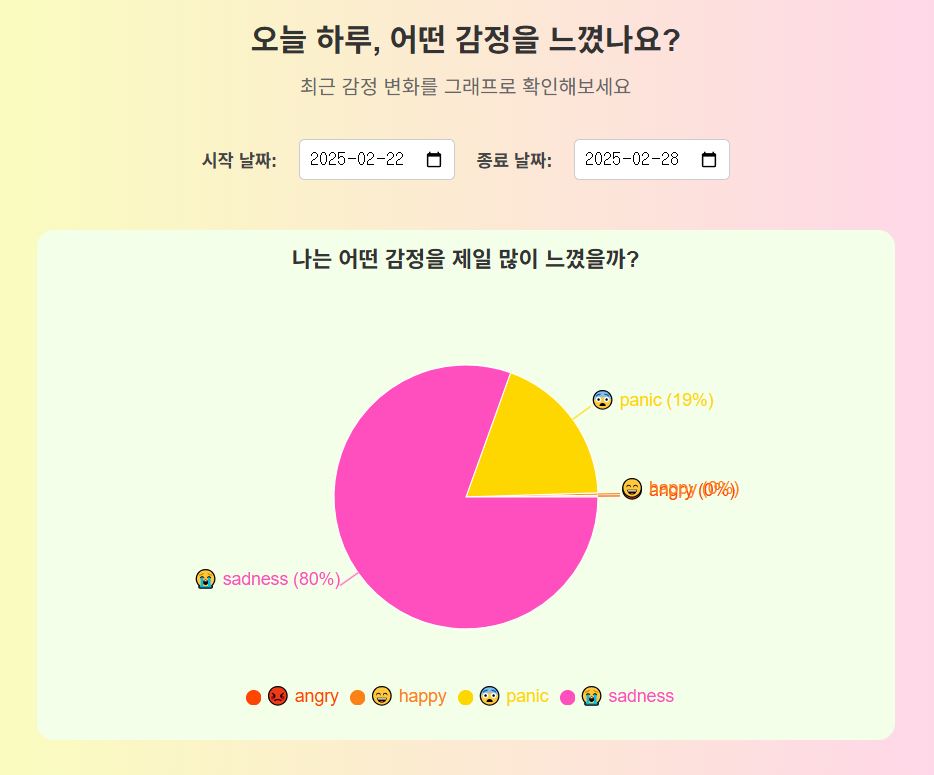 오늘 하루, 어떤 감정을 느꼈나요?
최근 감정 변화를 그래프로 확인해보세요
시작 날짜: 2025-02-22 종료 날짜: 2025-02-28
나는 어떤 감정을 제일 많이 느꼈을까?
panic (19%)
happy (0%)
angry (0%)
sadness (80%)
angry happy panic sadness